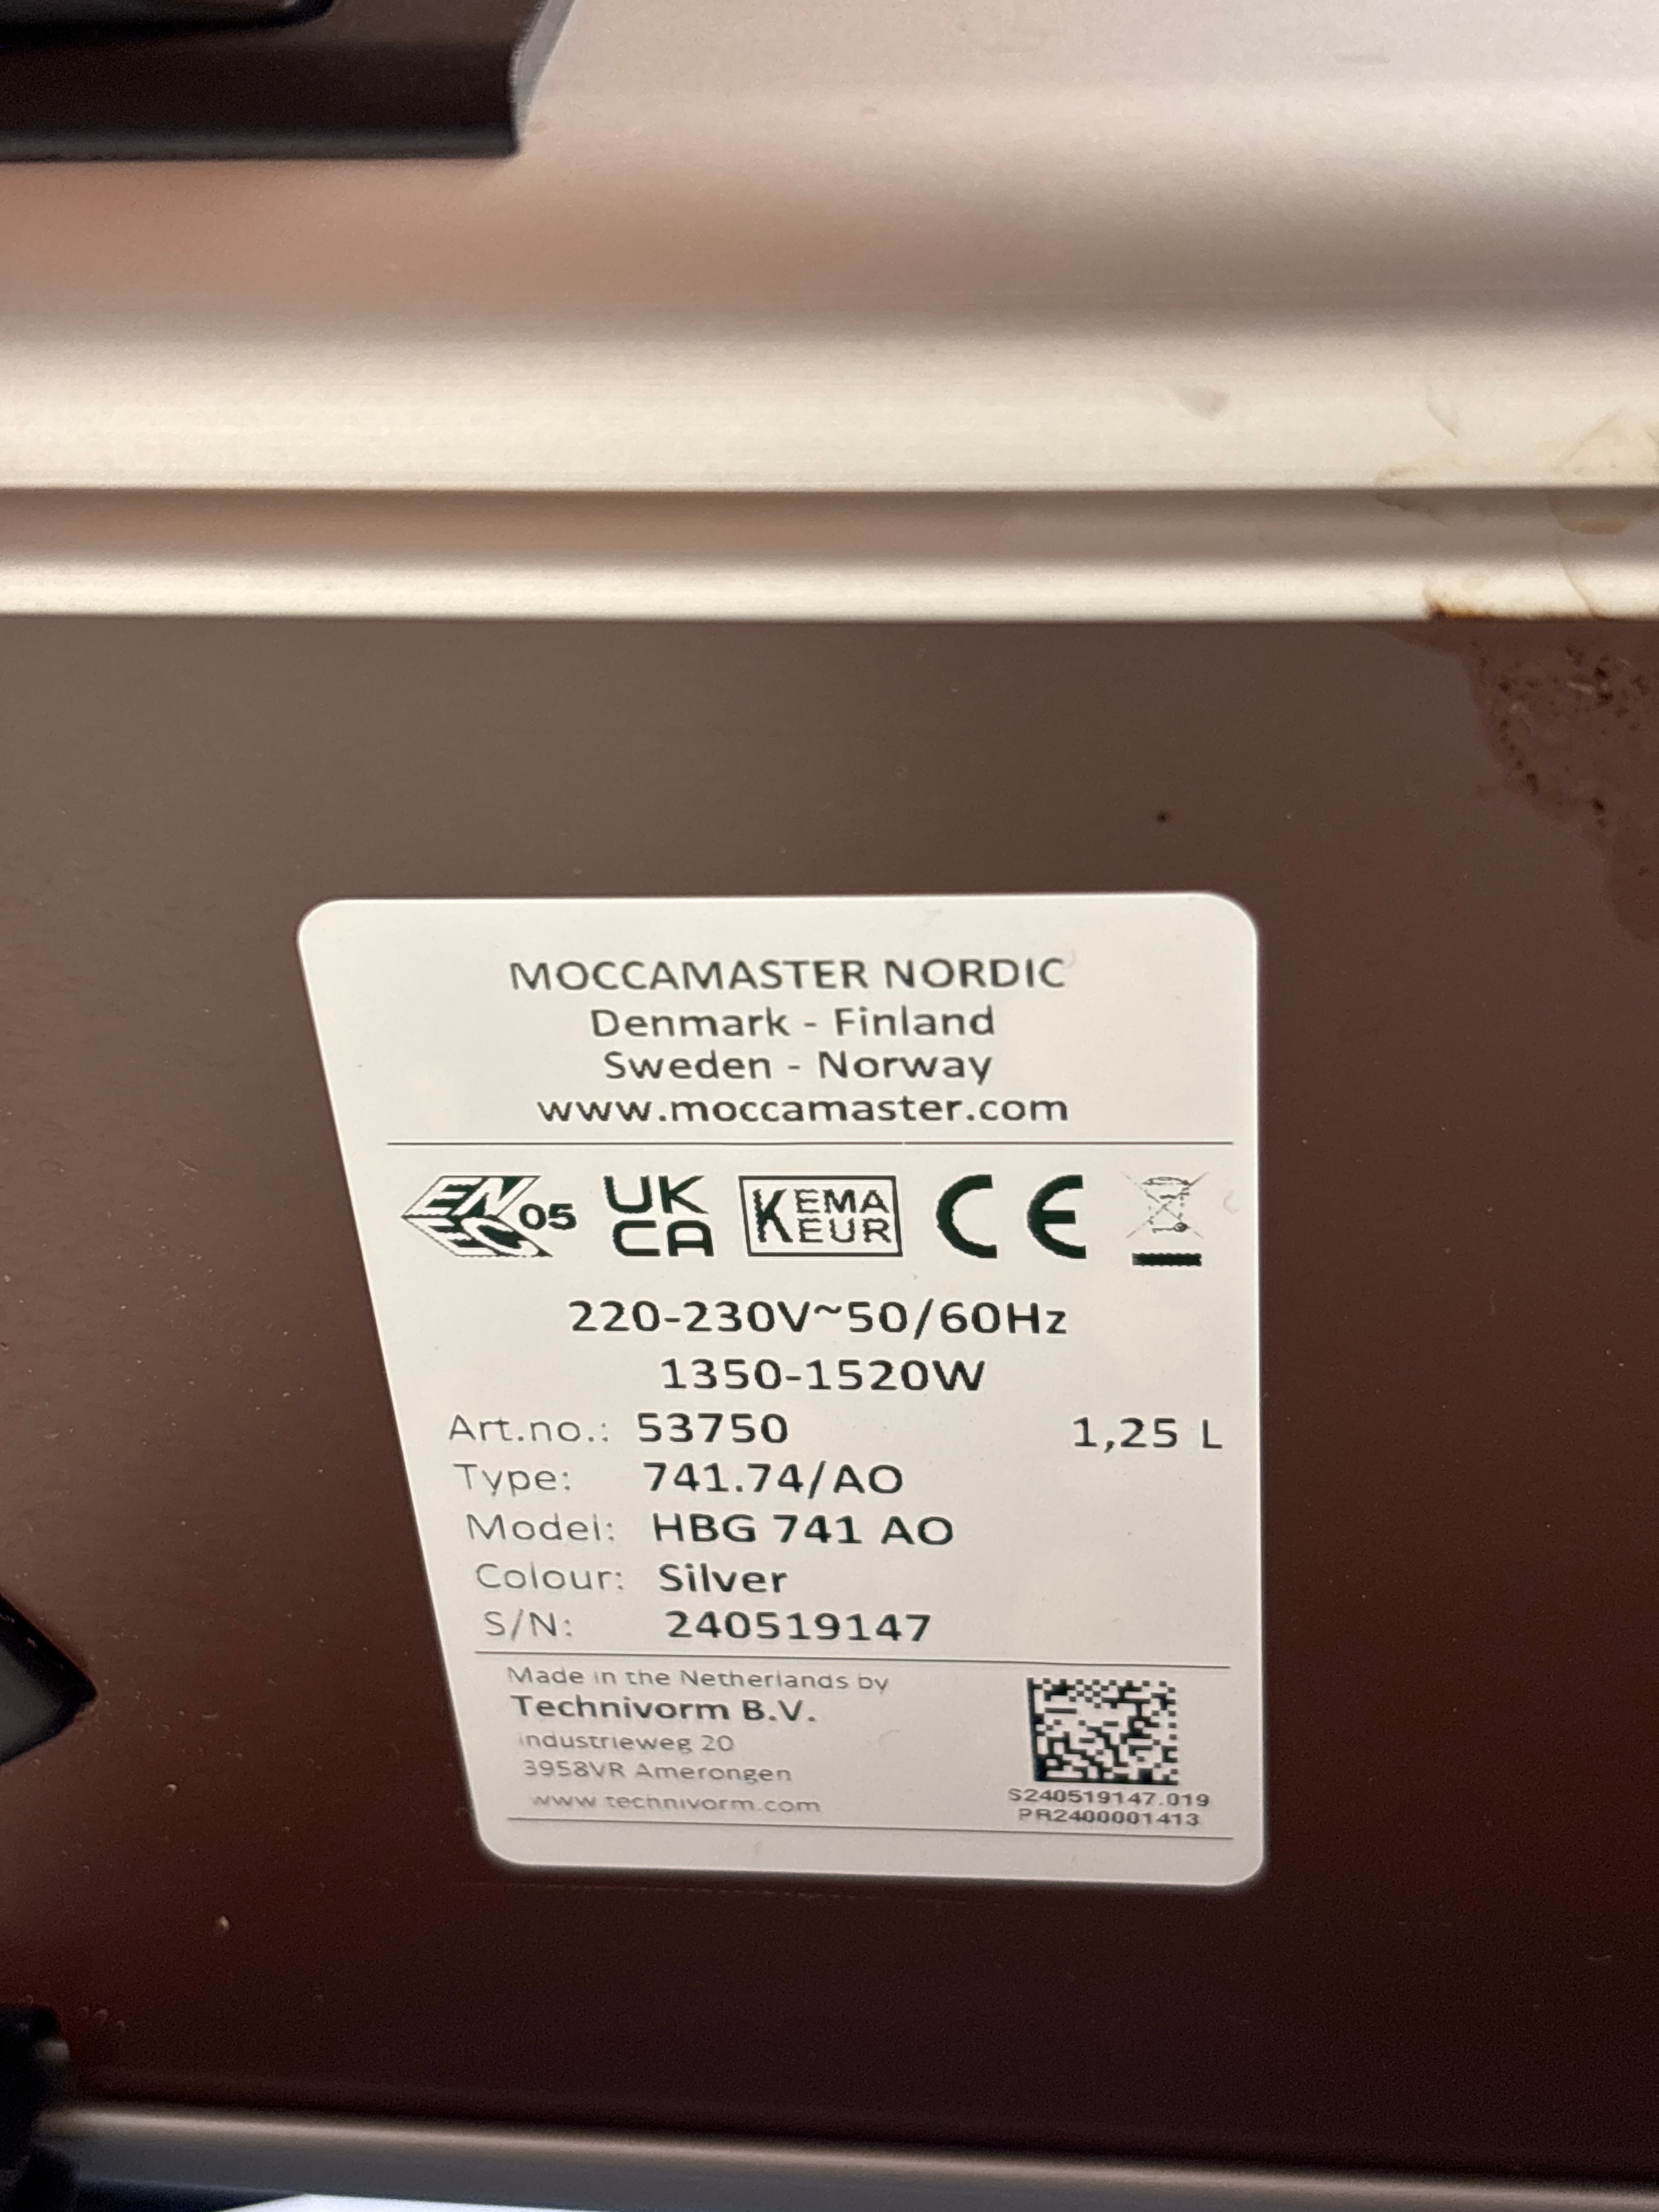 MOCCAMASTER NORDIC
Denmark - Finland
Sweden - Norway
www.moccamaster.com
ENEC 05 UK CA KEMA KEUR CE
220-230V~50/60Hz
1350-1520W
Art.no.: 53750 1,25 L
Type: 741.74/AO
Model: HBG 741 AO
Colour: Silver
S/N: 240519147
Made in the Netherlands by
Technivorm B.V.
Industrieweg 20
3958VR Amerongen
www.technivorm.com
S240519147.019
PR2400001413